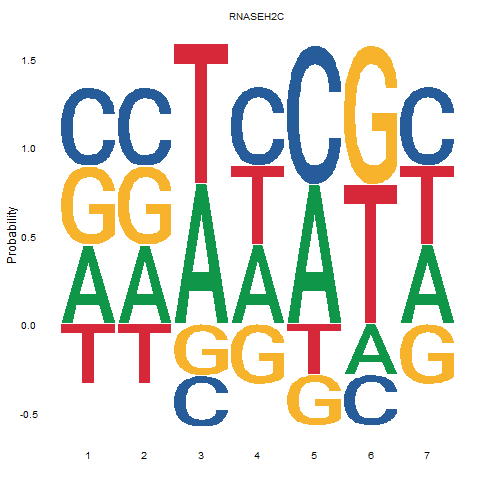 RNASEH2C
1.5
1.0
0.5
0.0
-0.5
Probability
C C T C C G C
G G A T A T T
A A G A T A A
T T C G G C G
1 2 3 4 5 6 7